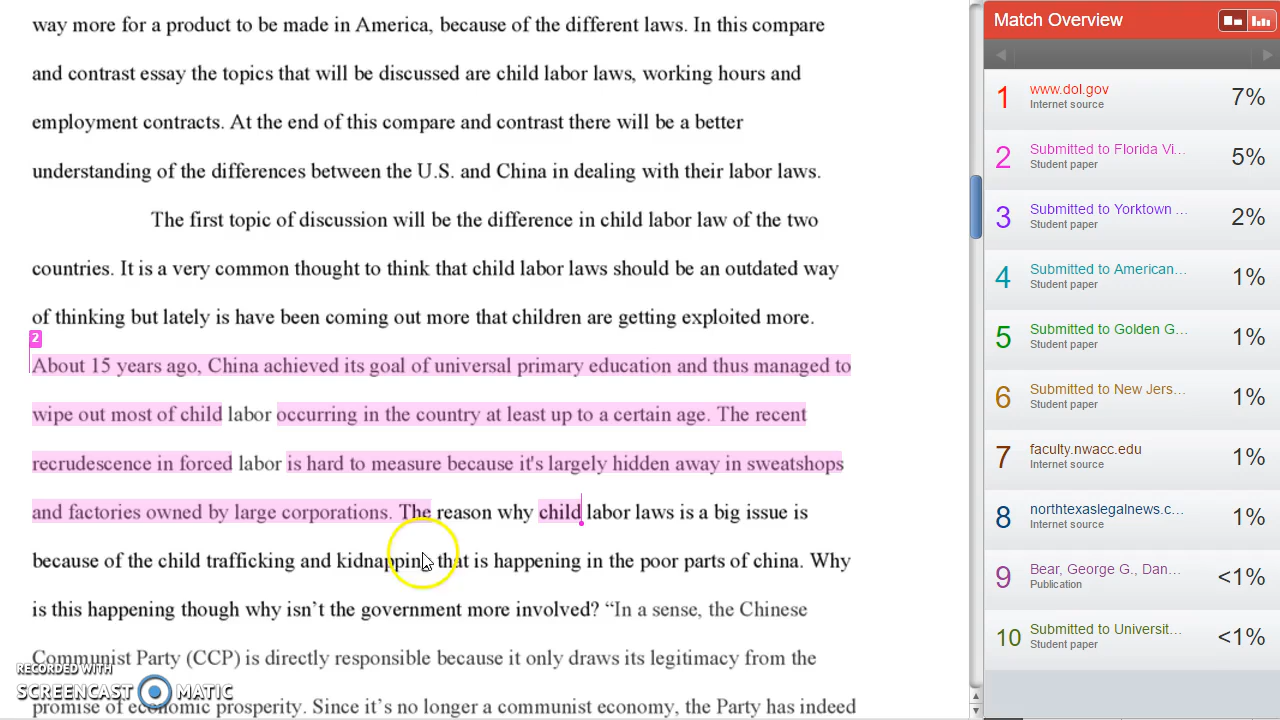 way more for a product to be made in America, because of the different laws. In this compare
and contrast essay the topics that will be discussed are child labor laws, working hours and
employment contracts. At the end of this compare and contrast there will be a better
understanding of the differences between the U.S. and China in dealing with their labor laws.
The first topic of discussion will be the difference in child labor law of the two
countries. It is a very common thought to think that child labor laws should be an outdated way
of thinking but lately is have been coming out more that children are getting exploited more.
2
About 15 years ago, China achieved its goal of universal primary education and thus managed to
wipe out most of child labor occurring in the country at least up to a certain age. The recent
recrudescence in forced labor is hard to measure because it's largely hidden away in sweatshops
and factories owned by large corporations. The reason why child labor laws is a big issue is
because of the child trafficking and kidnapping that is happening in the poor parts of china. Why
is this happening though why isn’t the government more involved? “In a sense, the Chinese
Communist Party (CCP) is directly responsible because it only draws its legitimacy from the
promise of economic prosperity. Since it’s no longer a communist economy, the Party has indeed
RECORDED WITH
SCREENCAST MATIC
Match Overview
1 www.dol.gov 7%
Internet source
2 Submitted to Florida Vi... 5%
Student paper
3 Submitted to Yorktown ... 2%
Student paper
4 Submitted to American... 1%
Student paper
5 Submitted to Golden G... 1%
Student paper
6 Submitted to New Jers... 1%
Student paper
7 faculty.nwacc.edu 1%
Internet source
8 northtexaslegalnews.c... 1%
Internet source
9 Bear, George G., Dan... <1%
Publication
10 Submitted to Universit... <1%
Student paper